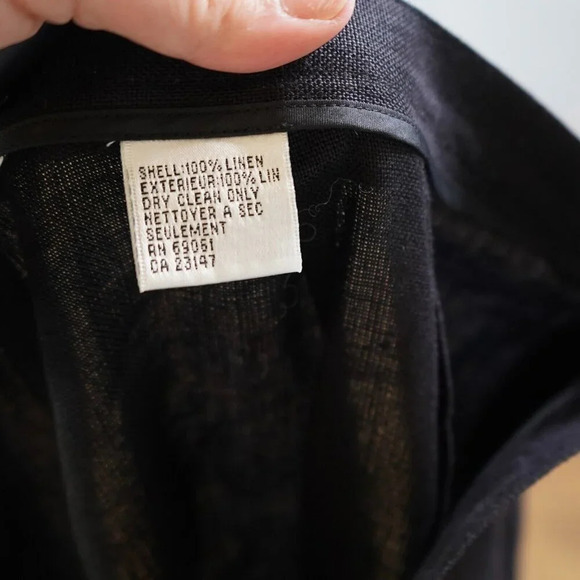 SHELL:100% LINEN
EXTERIEUR:100% LIN
DRY CLEAN ONLY
NETTOYER A SEC
SEULEMENT
RN 69061
CA 23147